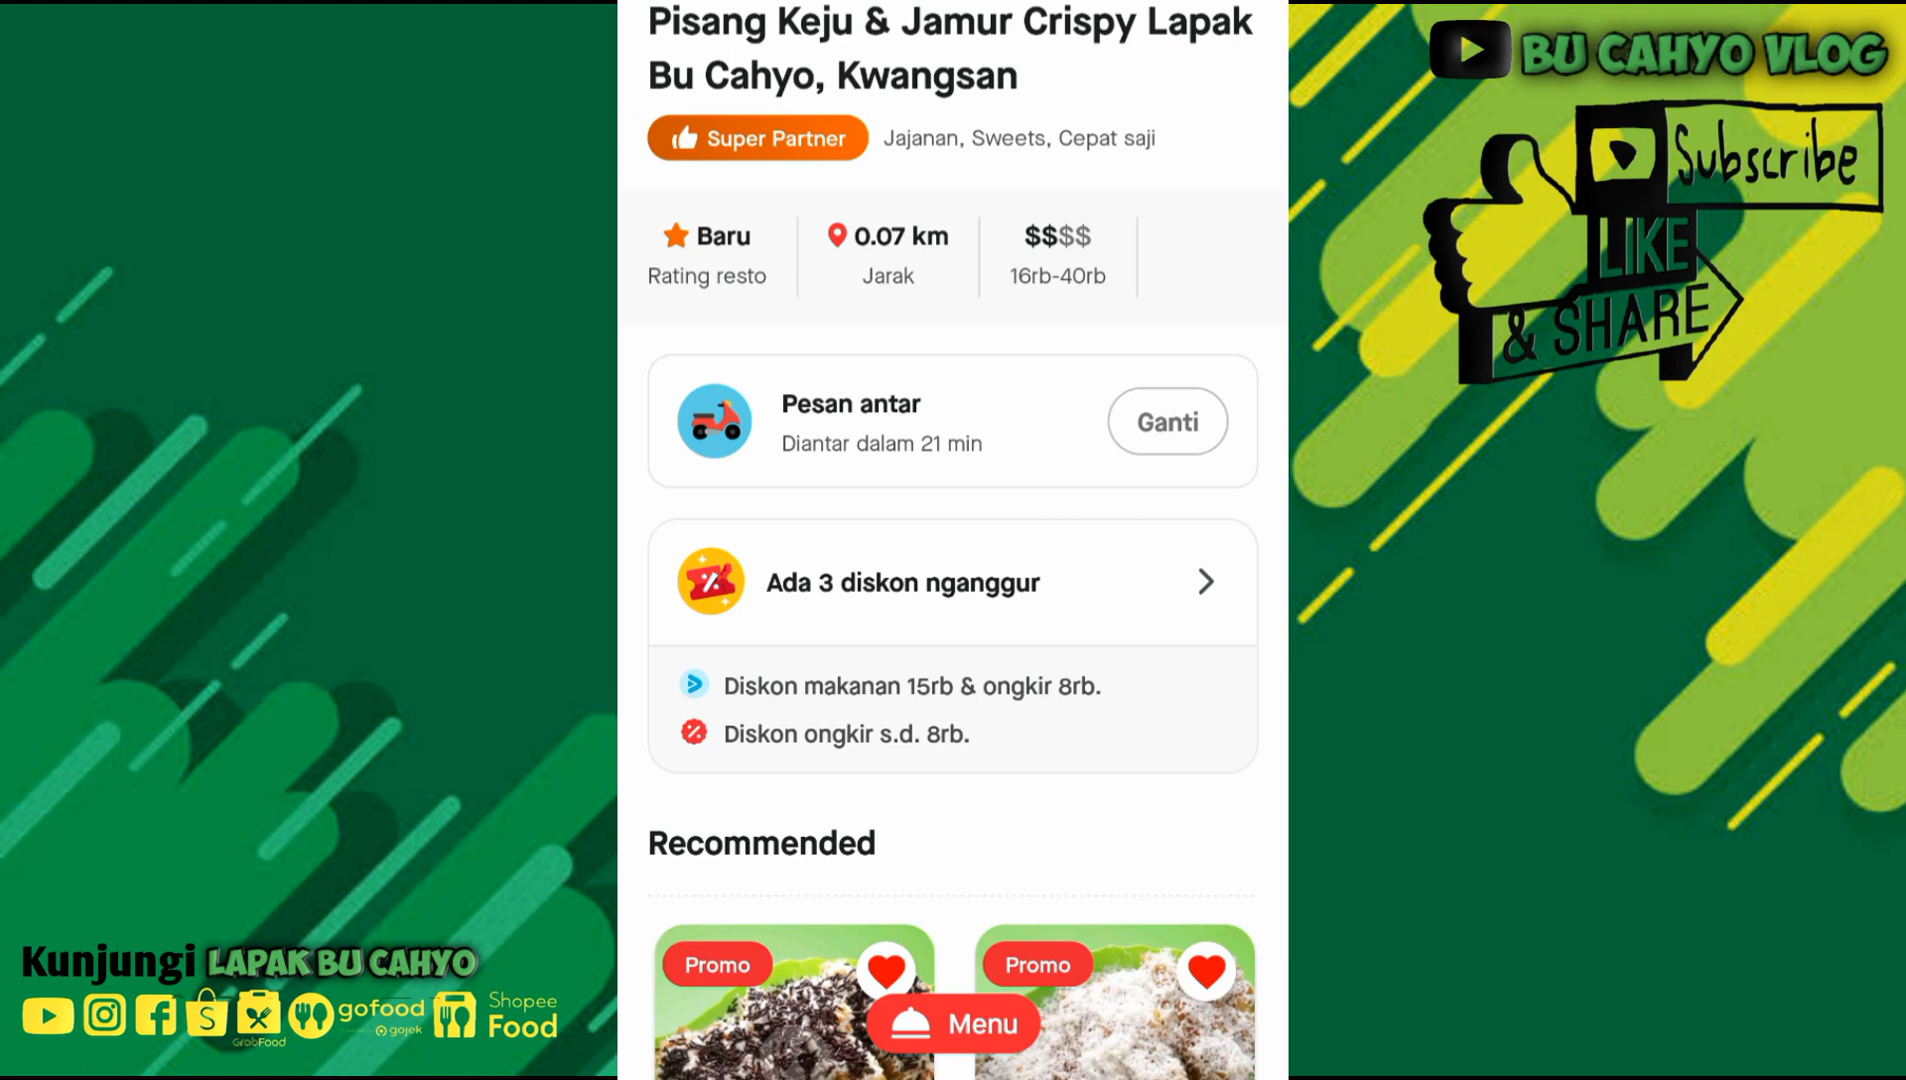 Pisang Keju & Jamur Crispy Lapak
Bu Cahyo, Kwangsan
Super Partner
Jajanan, Sweets, Cepat saji
Baru
Rating resto
0.07 km
Jarak
$$$$
16rb-40rb
Pesan antar
Diantar dalam 21 min
Ganti
Ada 3 diskon nganggur
Diskon makanan 15rb & ongkir 8rb.
Diskon ongkir s.d. 8rb.
Recommended
Promo
Promo
Menu
BU CAHYO VLOG
Subscribe
LIKE
& SHARE
Kunjungi LAPAK BU CAHYO
S
GrabFood
gofood
gojek
Shopee
Food